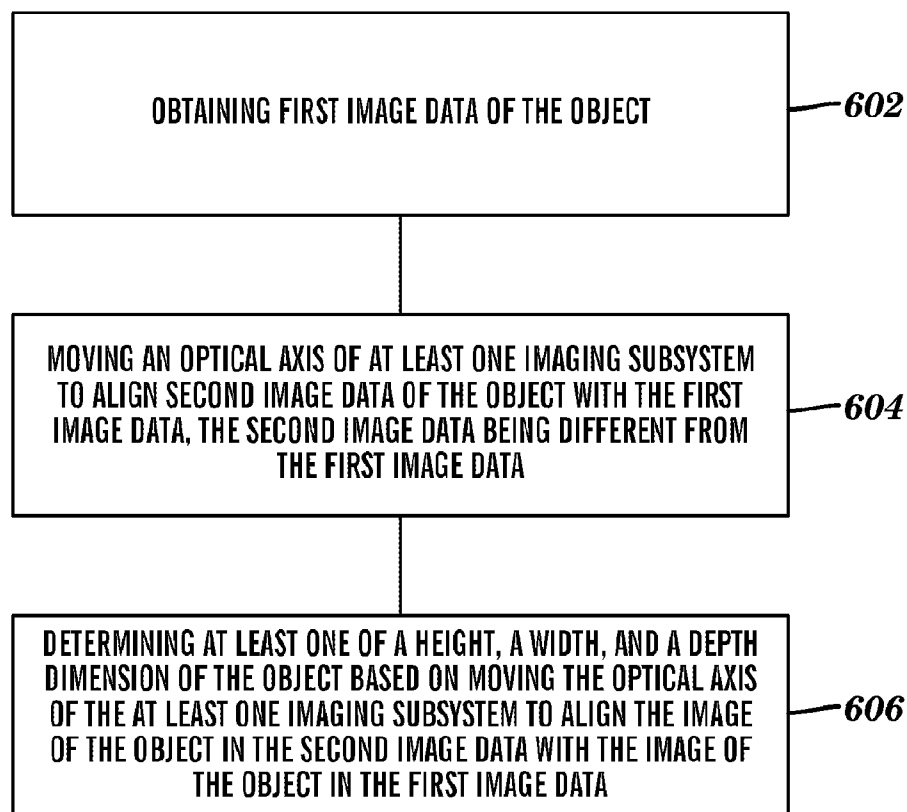 OBTAINING FIRST IMAGE DATA OF THE OBJECT
602
MOVING AN OPTICAL AXIS OF AT LEAST ONE IMAGING SUBSYSTEM
TO ALIGN SECOND IMAGE DATA OF THE OBJECT WITH THE FIRST
IMAGE DATA, THE SECOND IMAGE DATA BEING DIFFERENT FROM
THE FIRST IMAGE DATA
604
DETERMINING AT LEAST ONE OF A HEIGHT, A WIDTH, AND A DEPTH
DIMENSION OF THE OBJECT BASED ON MOVING THE OPTICAL AXIS
OF THE AT LEAST ONE IMAGING SUBSYSTEM TO ALIGN THE IMAGE
OF THE OBJECT IN THE SECOND IMAGE DATA WITH THE IMAGE OF
THE OBJECT IN THE FIRST IMAGE DATA
606